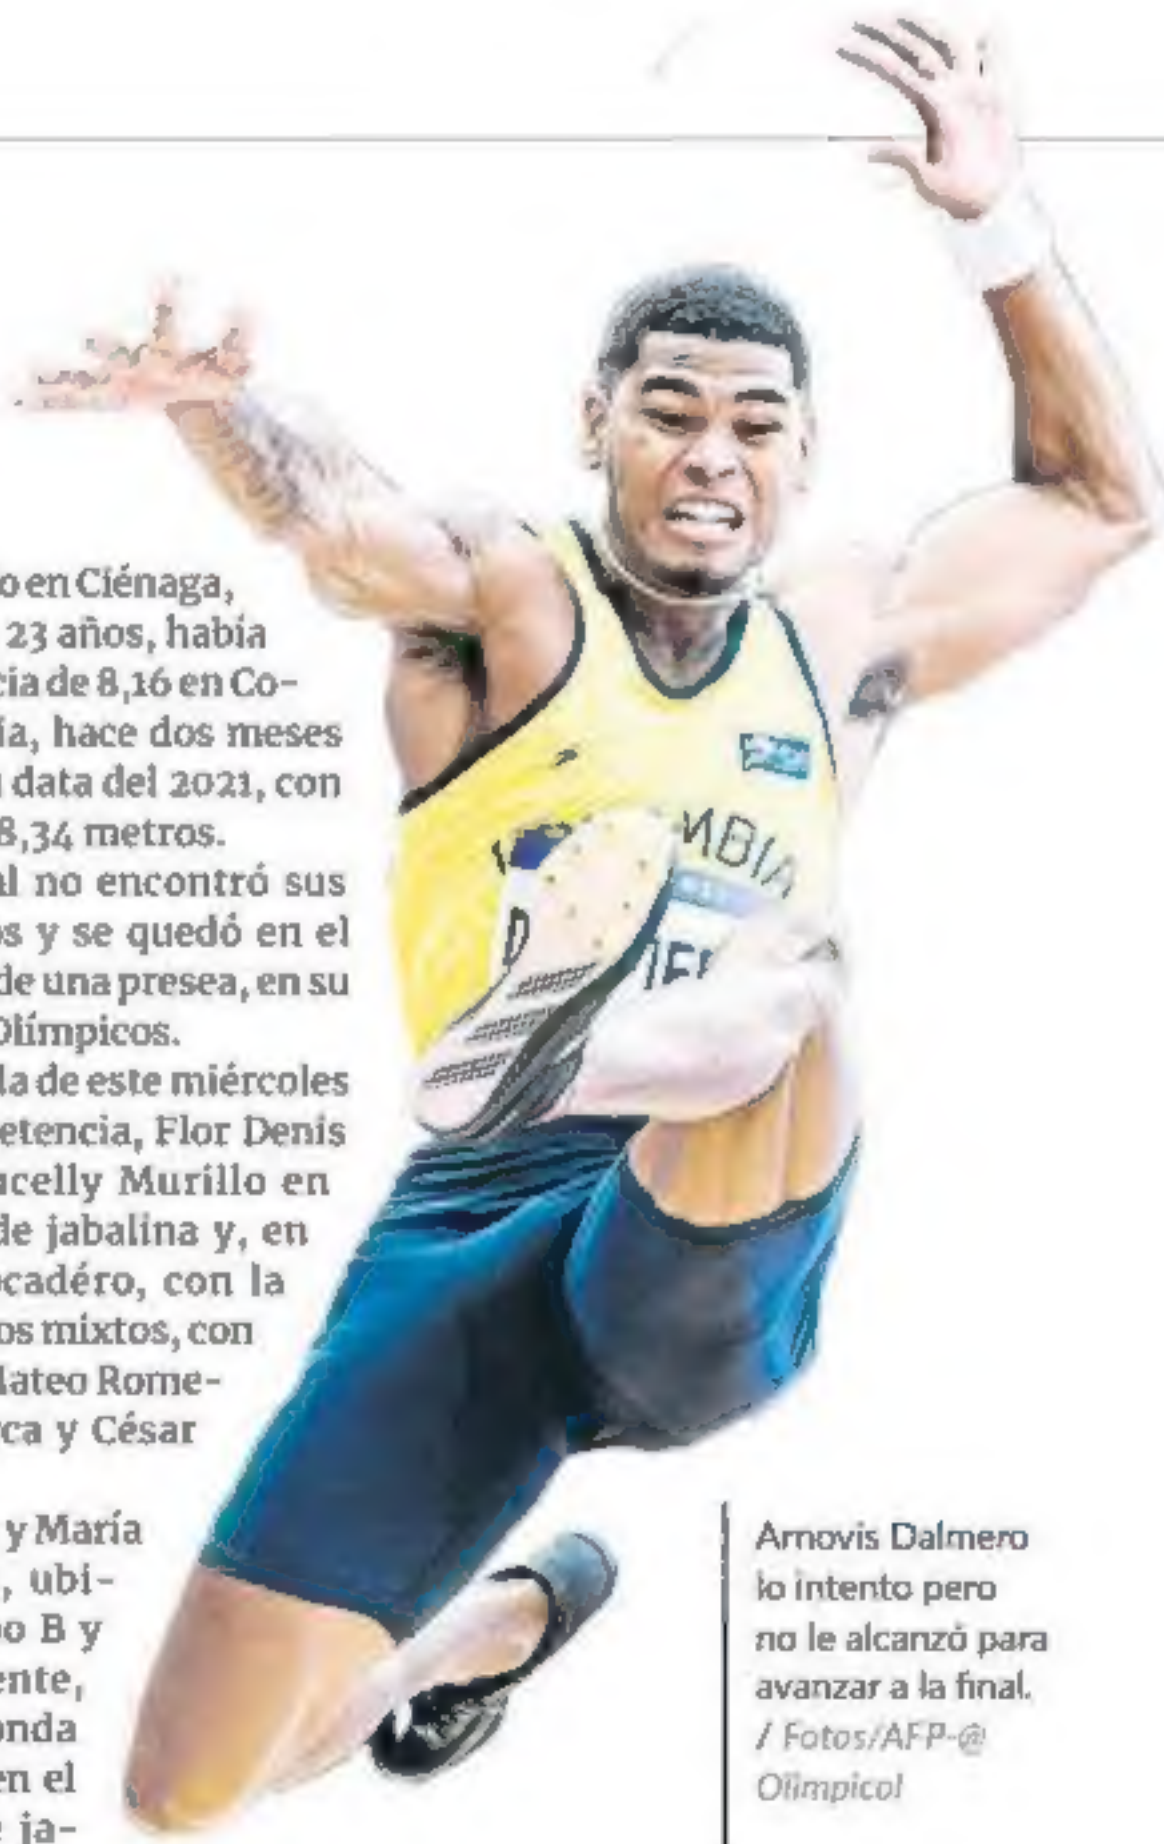 o en Ciénaga,
23 años, había
cia de 8,16 en Co-
ía, hace dos meses
data del 2021, con
8,34 metros.
al no encontró sus
os y se quedó en el
de una presea, en su
Olímpicos.
da de este miércoles
etencia, Flor Denis
celly Murillo en
de jabalina y, en
ocadéro, con la
os mixtos, con
Mateo Rome-
rca y César
y María
, ubi-
o B y
ente,
onda
en el
ja-
MBIA
Arnovis Dalmero
lo intento pero
no le alcanzó para
avanzar a la final.
/ Fotos/AFP-@
Olimpicol